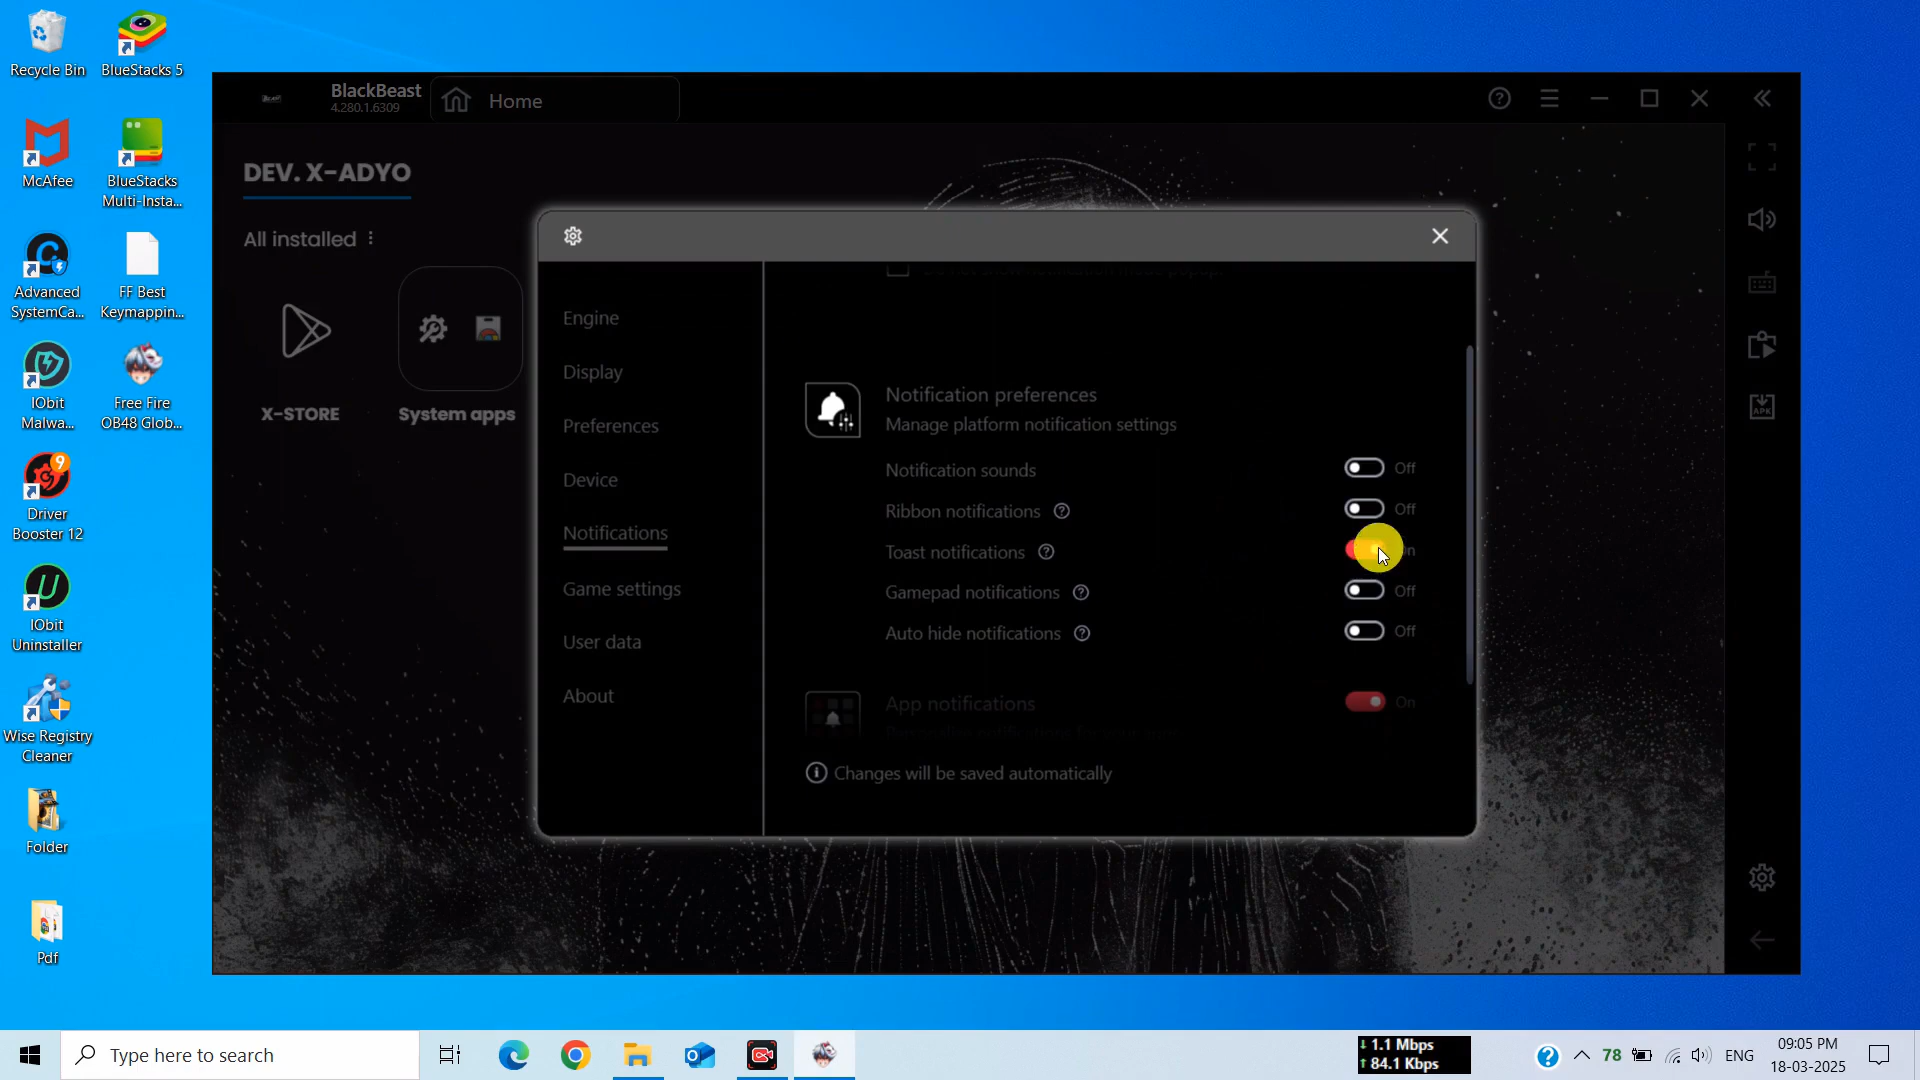 Recycle Bin
BlueStacks 5
McAfee
BlueStacks
Multi-Insta...
Advanced
SystemCa...
FF Best
Keymappin...
IObit
Malwa...
Free Fire
OB48 Glob...
9
Driver
Booster 12
IObit
Uninstaller
Wise Registry
Cleaner
Folder
Pdf
BlackBeast
4.280.1.6309
Home
DEV. X-ADYO
All installed
X-STORE
System apps
Engine
Display
Preferences
Device
Notifications
Game settings
User data
About
Notification preferences
Manage platform notification settings
Notification sounds Off
Ribbon notifications Off
Toast notifications
Gamepad notifications Off
Auto hide notifications Off
App notifications On
Changes will be saved automatically
APK
Type here to search
1.1 Mbps
84.1 Kbps
78
ENG
09:05 PM
18-03-2025